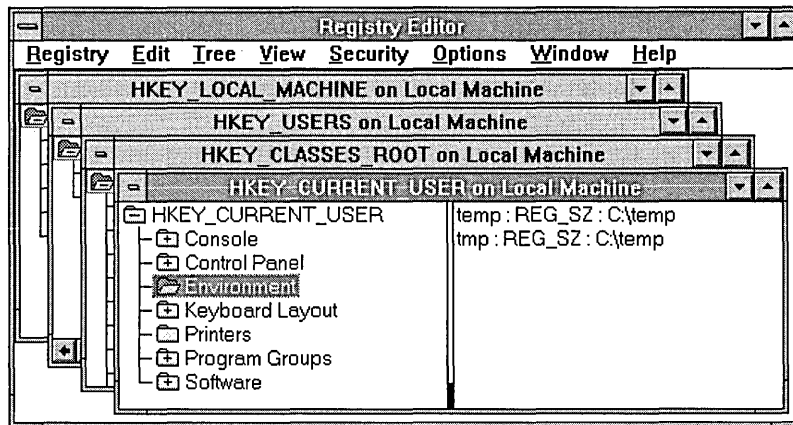 Registry Editor
Registry Edit Tree View Security Options Window Help
HKEY_LOCAL_MACHINE on Local Machine
HKEY_USERS on Local Machine
HKEY_CLASSES_ROOT on Local Machine
HKEY_CURRENT_USER on Local Machine
HKEY_CURRENT_USER
Console
Control Panel
Environment
Keyboard Layout
Printers
Program Groups
Software
temp : REG_SZ : C:\temp
tmp : REG_SZ : C:\temp